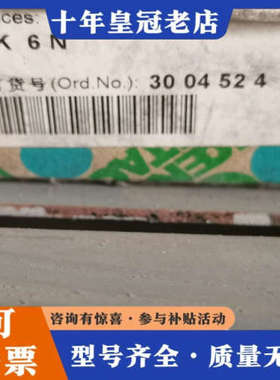 十年皇冠老店
ces:
K 6 N
货号(Ord.No.): 30 04 52 4
咨询有惊喜·参与补贴活动
票
型号齐全·质量无